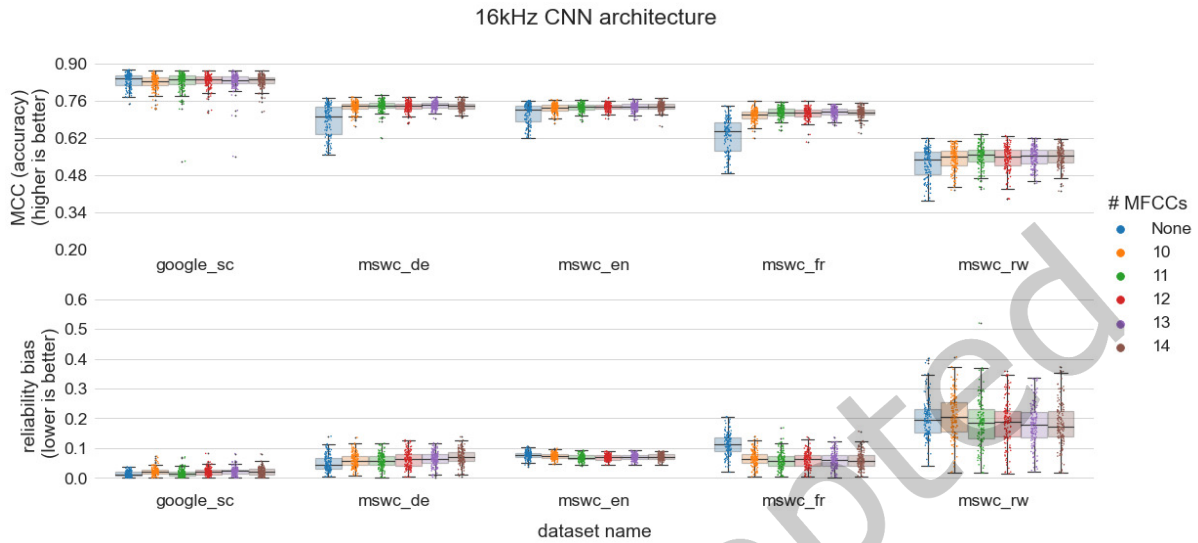 16kHz CNN architecture
MCC (accuracy)
(higher is better)
0.90
0.76
0.62
0.48
0.34
0.20
google_sc mswc_de mswc_en mswc_fr mswc_rw
# MFCCs
None
10
11
12
13
14
reliability bias
(lower is better)
0.6
0.5
0.4
0.3
0.2
0.1
0.0
google_sc mswc_de mswc_en mswc_fr mswc_rw
dataset name
pted